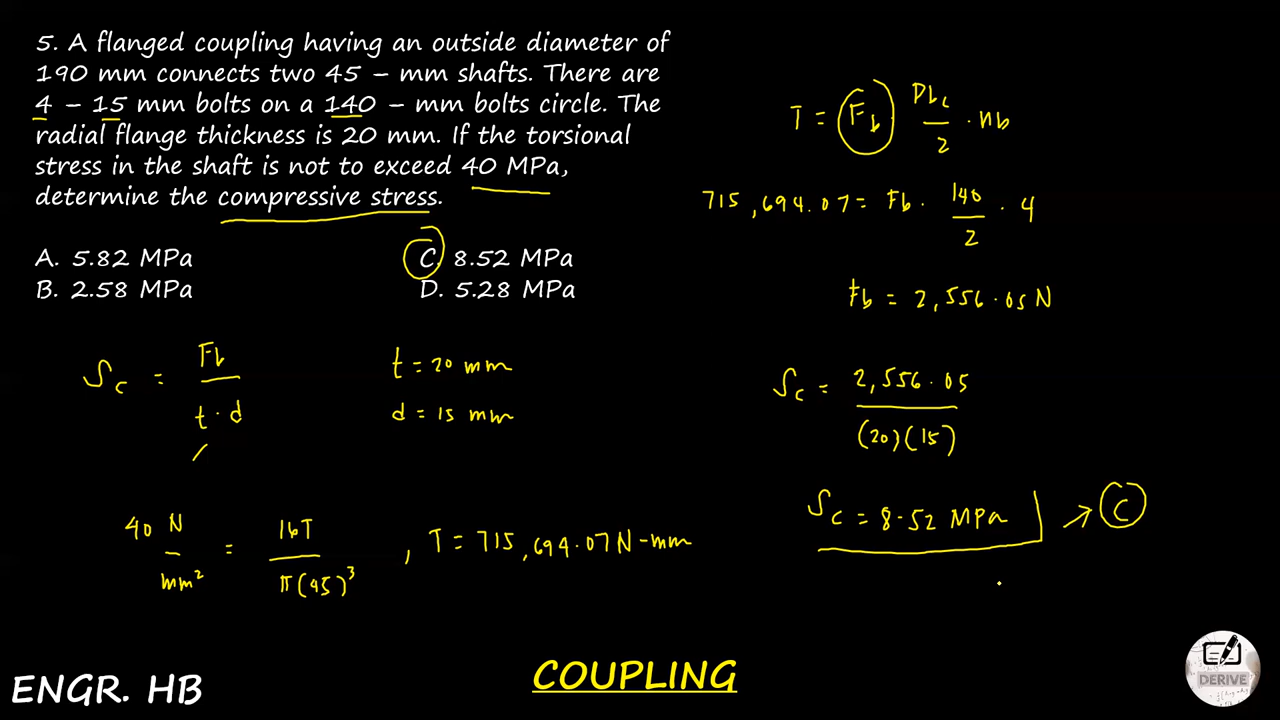 5. A flanged coupling having an outside diameter of
190 mm connects two 45 – mm shafts. There are
4 – 15 mm bolts on a 140 – mm bolts circle. The
radial flange thickness is 20 mm. If the torsional
stress in the shaft is not to exceed 40 MPa,
determine the compressive stress.
A. 5.82 MPa
C. 8.52 MPa
B. 2.58 MPa
D. 5.28 MPa
Sc = Fb / t · d
t = 20 mm
d = 15 mm
40 N/mm² = 16T / π(45)³ , T = 715,694.07 N-mm
T = Fb Dbc/2 · nb
715,694.07 = Fb · 140/2 · 4
Fb = 2,556.05 N
Sc = 2,556.05 / (20)(15)
Sc = 8.52 MPa → C
COUPLING
ENGR. HB
DERIVE